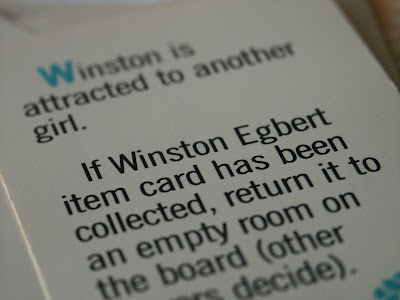 Winston is
attracted to another
girl.
If Winston Egbert
item card has been
collected, return it to
an empty room on
the board (other
decide).